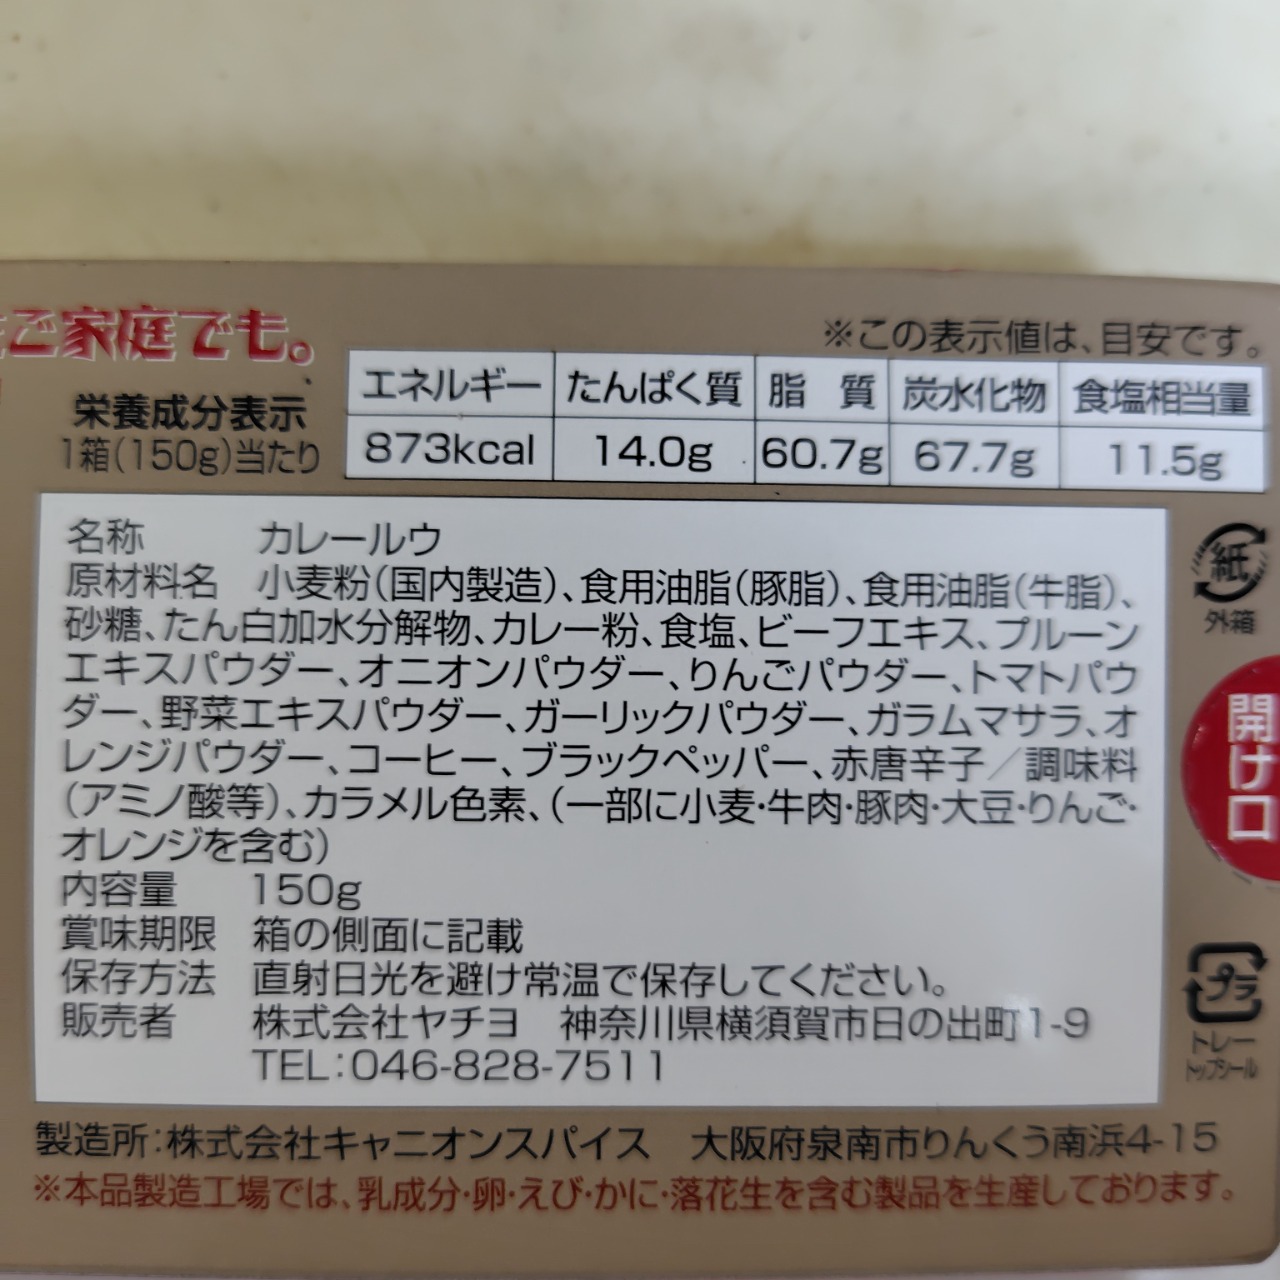 ご家庭でも。
※この表示値は、目安です。
栄養成分表示
1箱(150g)当たり
エネルギー たんぱく質 脂 質 炭水化物 食塩相当量
873kcal 14.0g 60.7g 67.7g 11.5g
名称 カレールウ
原材料名 小麦粉(国内製造)、食用油脂(豚脂)、食用油脂(牛脂)、
砂糖、たん白加水分解物、カレー粉、食塩、ビーフエキス、プルーン
エキスパウダー、オニオンパウダー、りんごパウダー、トマトパウ
ダー、野菜エキスパウダー、ガーリックパウダー、ガラムマサラ、オ
レンジパウダー、コーヒー、ブラックペッパー、赤唐辛子/調味料
(アミノ酸等)、カラメル色素、(一部に小麦・牛肉・豚肉・大豆・りんご・
オレンジを含む)
内容量 150g
賞味期限 箱の側面に記載
保存方法 直射日光を避け常温で保存してください。
販売者 株式会社ヤチヨ 神奈川県横須賀市日の出町1-9
TEL:046-828-7511
紙
外箱
開け口
プラ
トレー
トップシール
製造所:株式会社キャニオンスパイス 大阪府泉南市りんくう南浜4-15
※本品製造工場では、乳成分・卵・えび・かに・落花生を含む製品を生産しております。